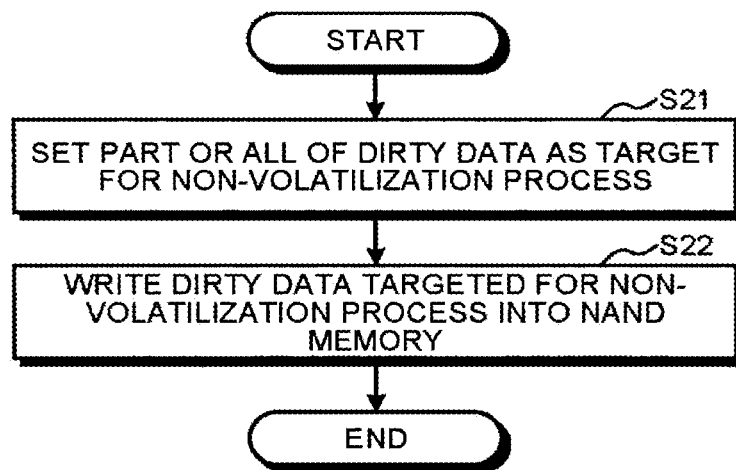 START
S21
SET PART OR ALL OF DIRTY DATA AS TARGET
FOR NON-VOLATILIZATION PROCESS
S22
WRITE DIRTY DATA TARGETED FOR NON-
VOLATILIZATION PROCESS INTO NAND
MEMORY
END